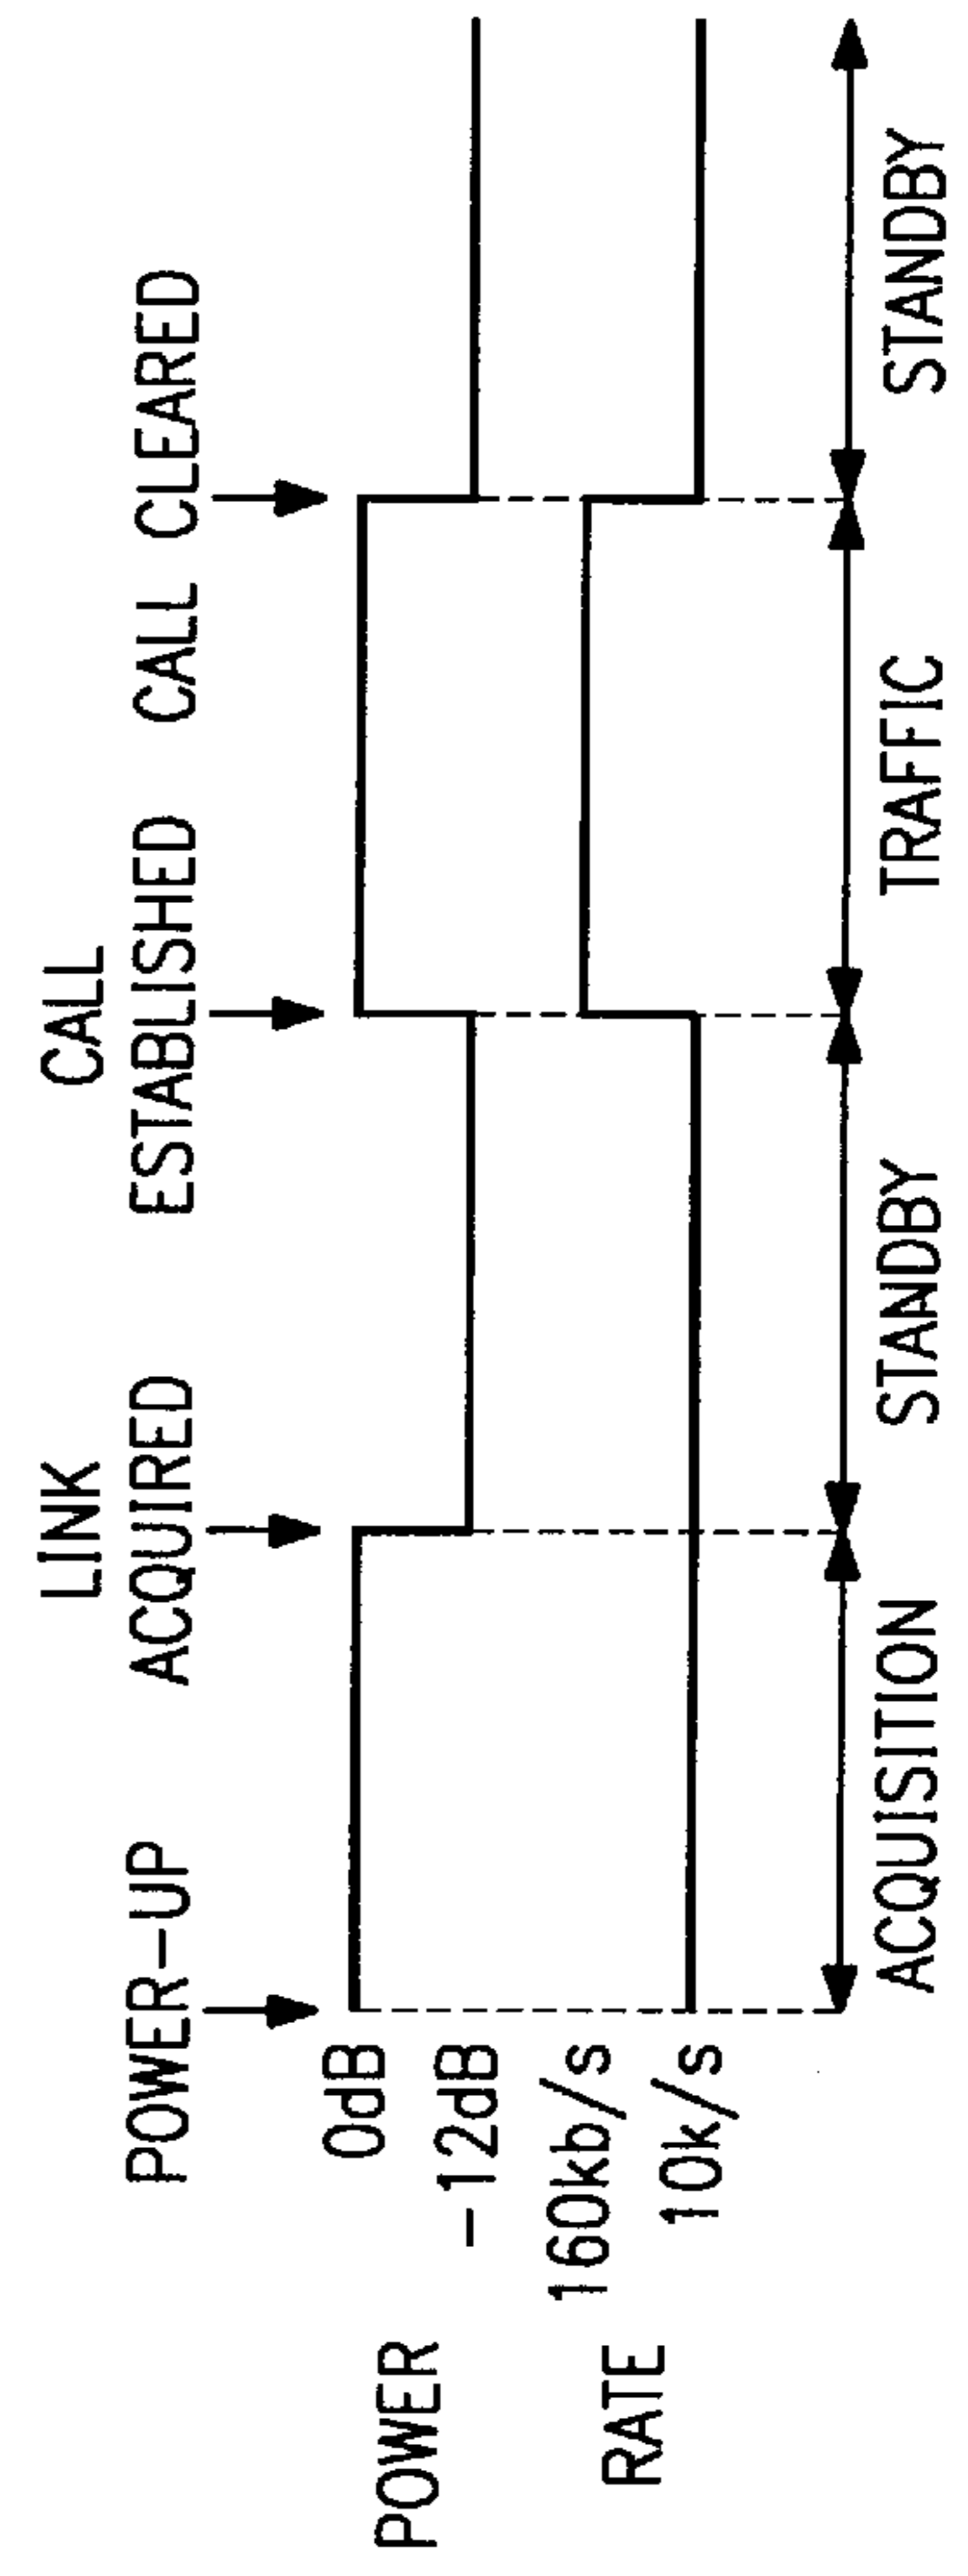 POWER-UP
LINK
ACQUIRED
CALL
ESTABLISHED
CALL CLEARED
POWER
0dB
-12dB
RATE
160kb/s
10k/s
ACQUISITION
STANDBY
TRAFFIC
STANDBY